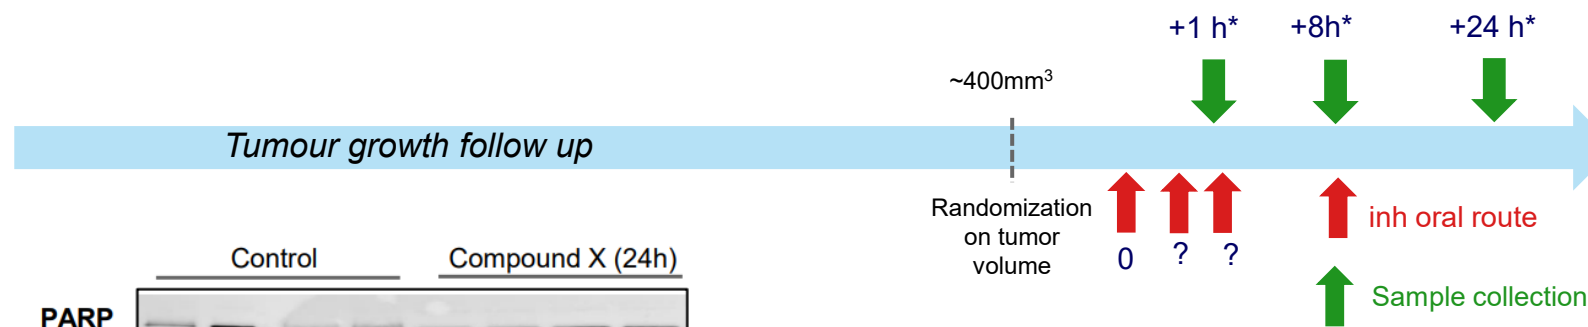 +1 h*
+8h*
+24 h*
~400mm³
Tumour growth follow up
Randomization
on tumor
volume
0
?
?
inh oral route
Sample collection
Control
Compound X (24h)
PARP